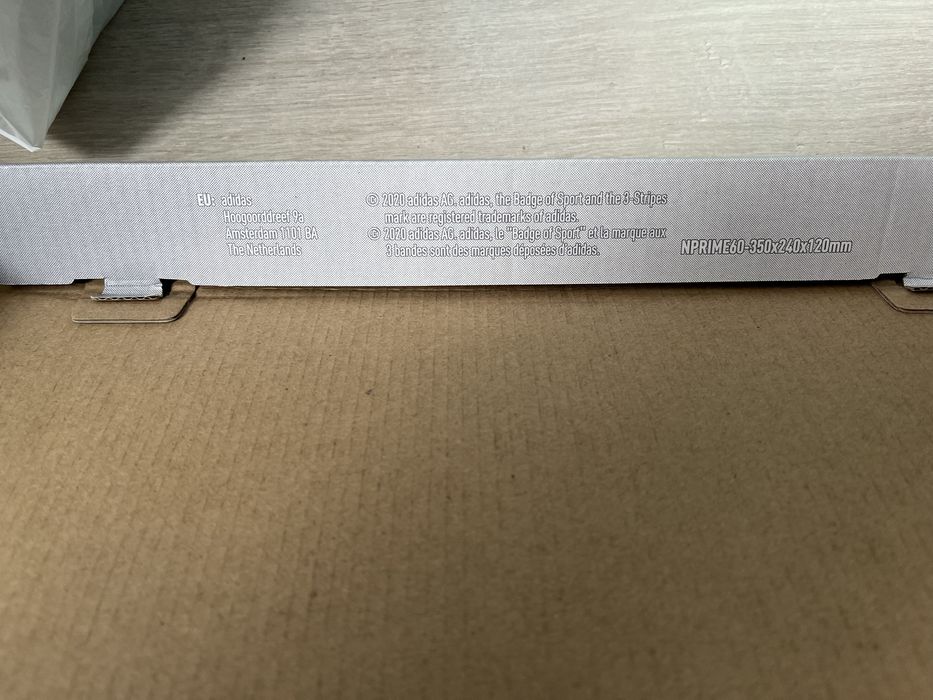 EU: adidas
Hoogoorddreef 9a
Amsterdam 1101 BA
The Netherlands
© 2020 adidas AG. adidas, the Badge of Sport and the 3-Stripes
mark are registered trademarks of adidas.
© 2020 adidas AG. adidas, le "Badge of Sport" et la marque aux
3 bandes sont des marques déposées d'adidas.
NPRIME60-350x240x120mm